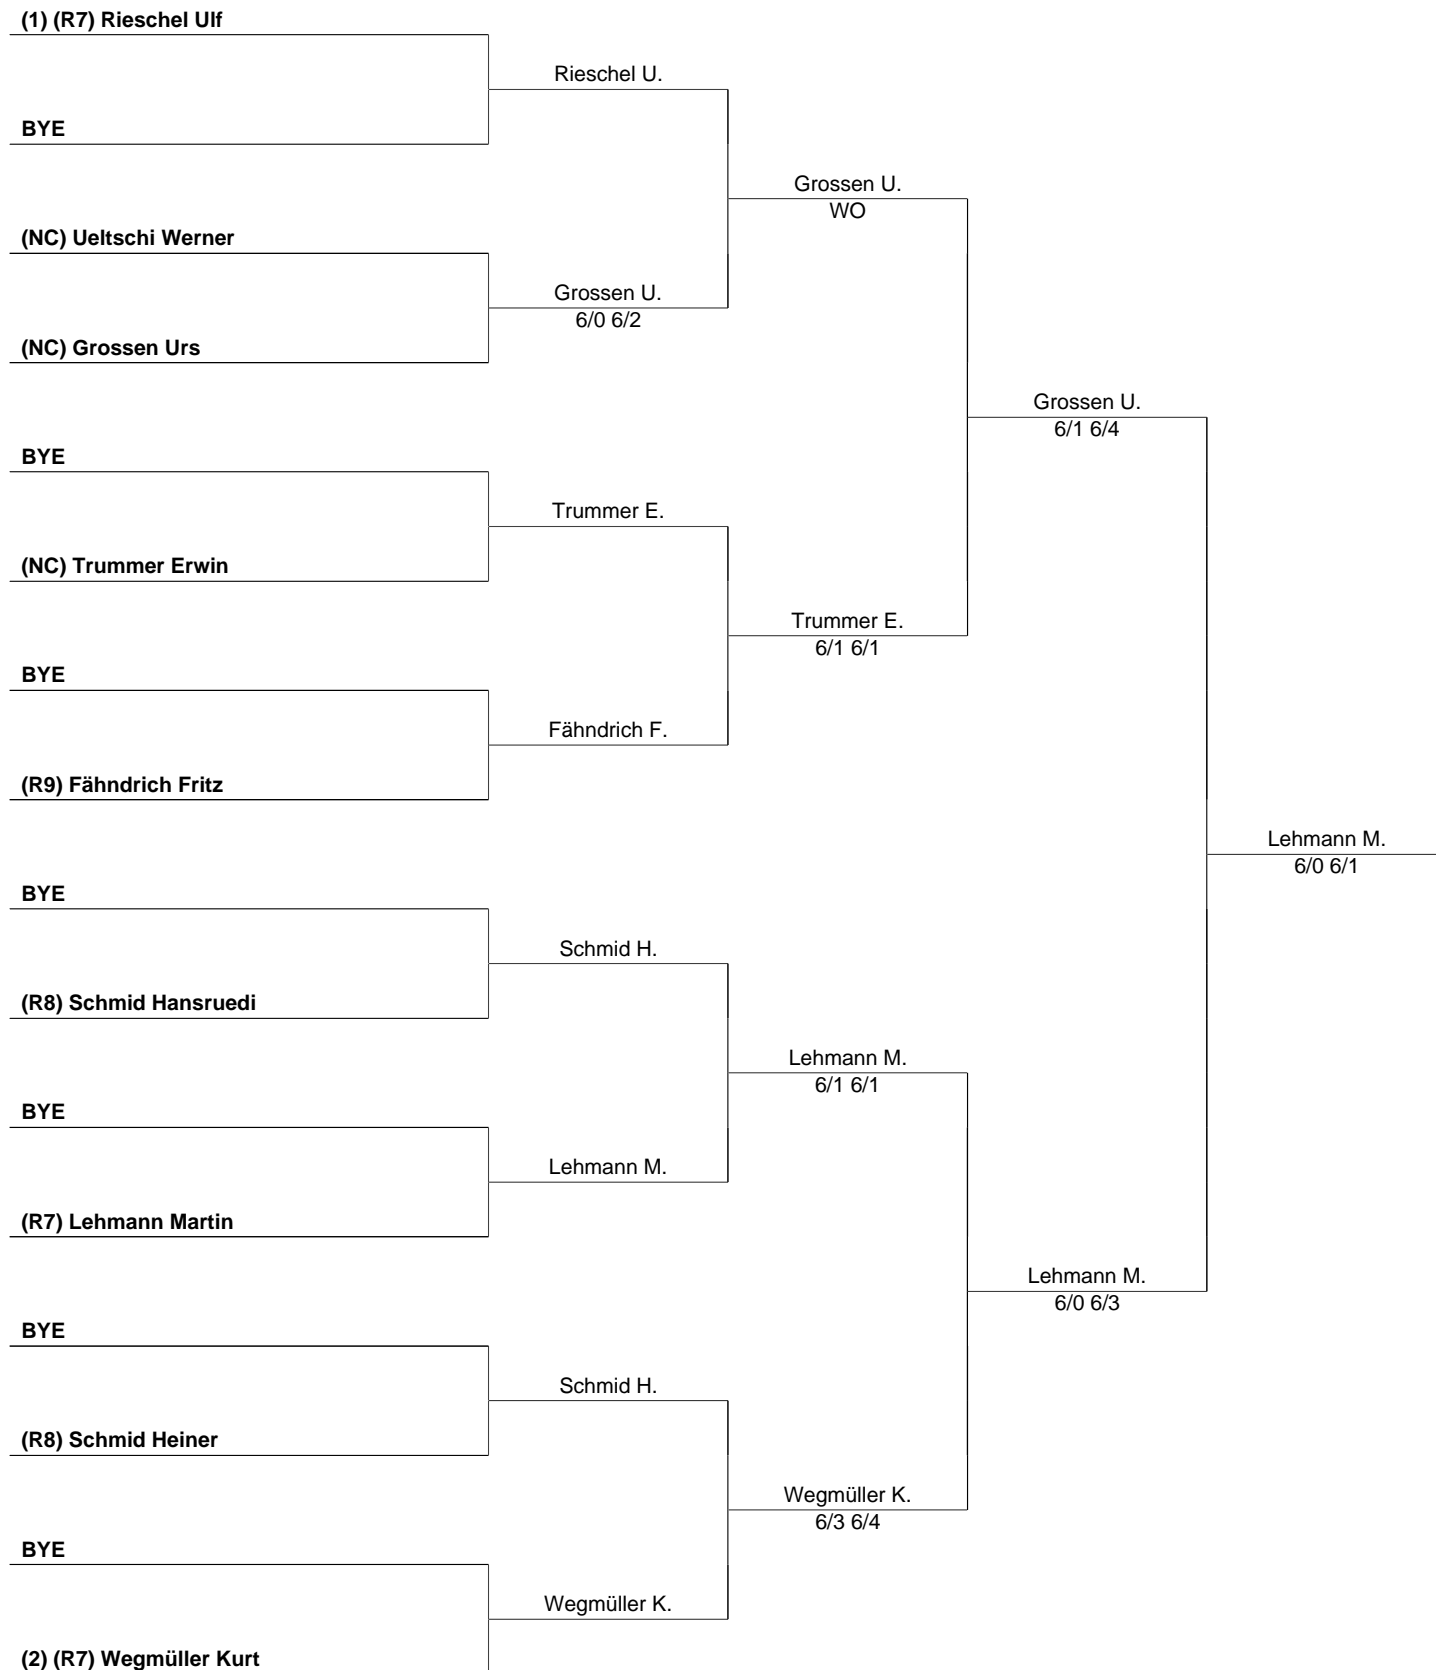 (1) (R7) Rieschel Ulf
Rieschel U.
BYE
Grossen U.
WO
(NC) Ueltschi Werner
Grossen U.
6/0 6/2
(NC) Grossen Urs
Grossen U.
6/1 6/4
BYE
Trummer E.
(NC) Trummer Erwin
Trummer E.
6/1 6/1
BYE
Fähndrich F.
(R9) Fähndrich Fritz
Lehmann M.
6/0 6/1
BYE
Schmid H.
(R8) Schmid Hansruedi
Lehmann M.
6/1 6/1
BYE
Lehmann M.
(R7) Lehmann Martin
Lehmann M.
6/0 6/3
BYE
Schmid H.
(R8) Schmid Heiner
Wegmüller K.
6/3 6/4
BYE
Wegmüller K.
(2) (R7) Wegmüller Kurt